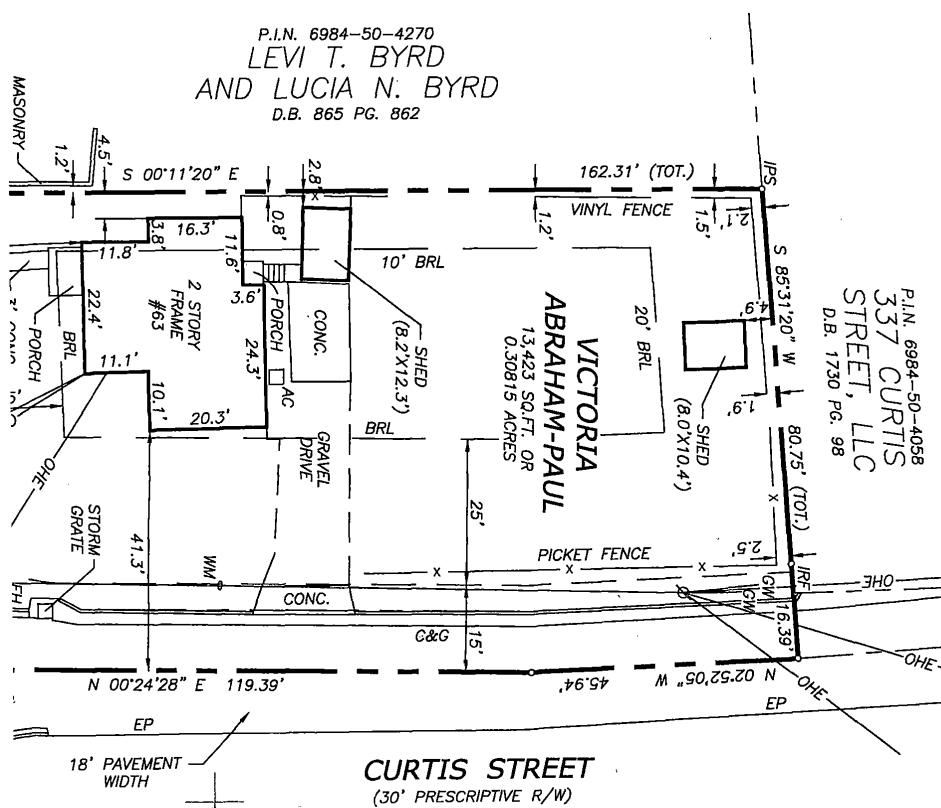 P.I.N. 6984-50-4270
LEVI T. BYRD
AND LUCIA N. BYRD
D.B. 865 PG. 862
MASONRY
1.2'
4.5'
S 00°11'20" E
2.8'
x
162.31' (TOT.)
IPS
VINYL FENCE
0.8'
1.2'
1.5'
2.1'
3.8'
16.3'
11.6'
11.8'
10' BRL
3.6'
S 85°31'20" W
4.9'
P.I.N. 6984-50-4058
337 CURTIS
STREET, LLC
D.B. 1730 PG. 98
22.4'
2 STORY
FRAME
#63
PORCH
CONC.
SHED
(8.2'X12.3')
20' BRL
VICTORIA
ABRAHAM-PAUL
13,423 SQ.FT. OR
0.30815 ACRES
PORCH
BRL
24.3'
AC
11.1'
10.1'
20.3'
BRL
SHED
(8.0'X10.4')
1.9'
80.75' (TOT.)
x
OHE
GRAVEL
DRIVE
25'
STORM
GRATE
41.3'
WM
PICKET FENCE
x
x
x
2.5'
IRF
OHE
FH
CONC.
GW
GW
16.39'
C&G
15'
OHE
OHE
N 00°24'28" E 119.39'
45.94'
N 02°52'05" W
EP
EP
18' PAVEMENT
WIDTH
CURTIS STREET
(30' PRESCRIPTIVE R/W)